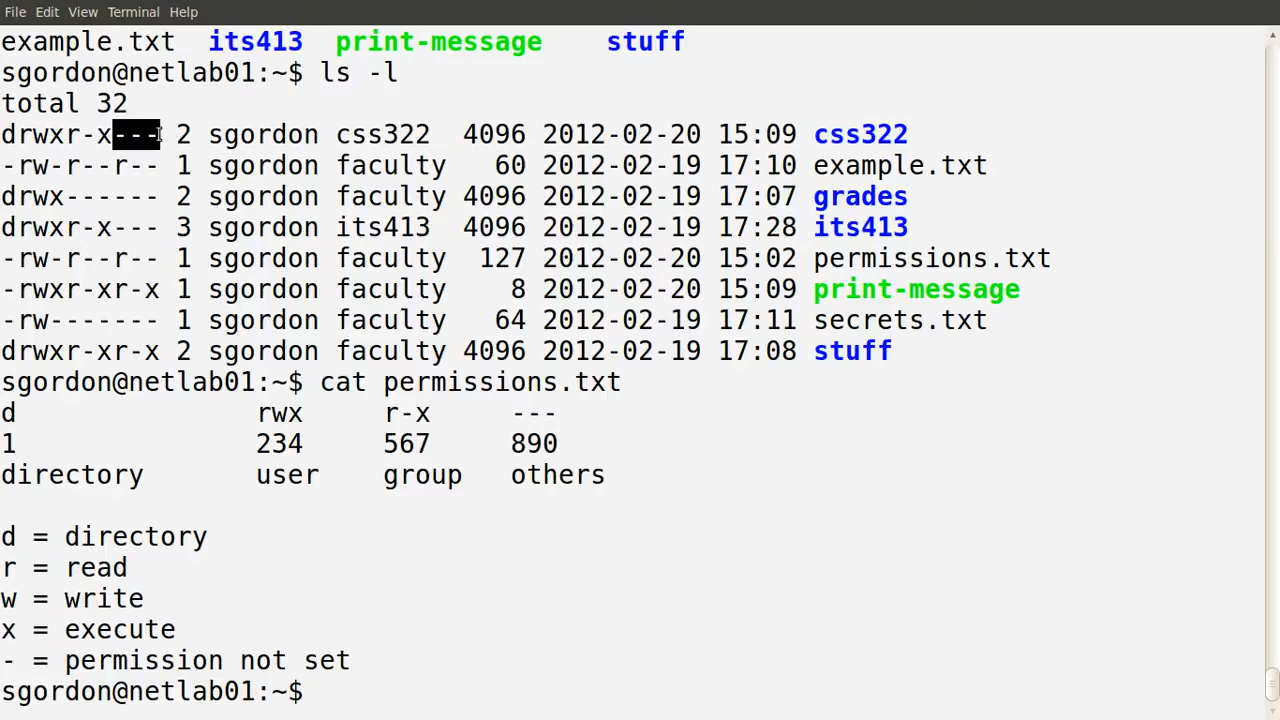 File Edit View Terminal Help
example.txt  its413  print-message    stuff
sgordon@netlab01:~$ ls -l
total 32
drwxr-x--- 2 sgordon css322  4096 2012-02-20 15:09 css322
-rw-r--r-- 1 sgordon faculty   60 2012-02-19 17:10 example.txt
drwx------ 2 sgordon faculty 4096 2012-02-19 17:07 grades
drwxr-x--- 3 sgordon its413  4096 2012-02-19 17:28 its413
-rw-r--r-- 1 sgordon faculty  127 2012-02-20 15:02 permissions.txt
-rwxr-xr-x 1 sgordon faculty    8 2012-02-20 15:09 print-message
-rw------- 1 sgordon faculty   64 2012-02-19 17:11 secrets.txt
drwxr-xr-x 2 sgordon faculty 4096 2012-02-19 17:08 stuff
sgordon@netlab01:~$ cat permissions.txt
d               rwx     r-x     ---
1               234     567     890
directory       user    group   others
d = directory
r = read
w = write
x = execute
- = permission not set
sgordon@netlab01:~$